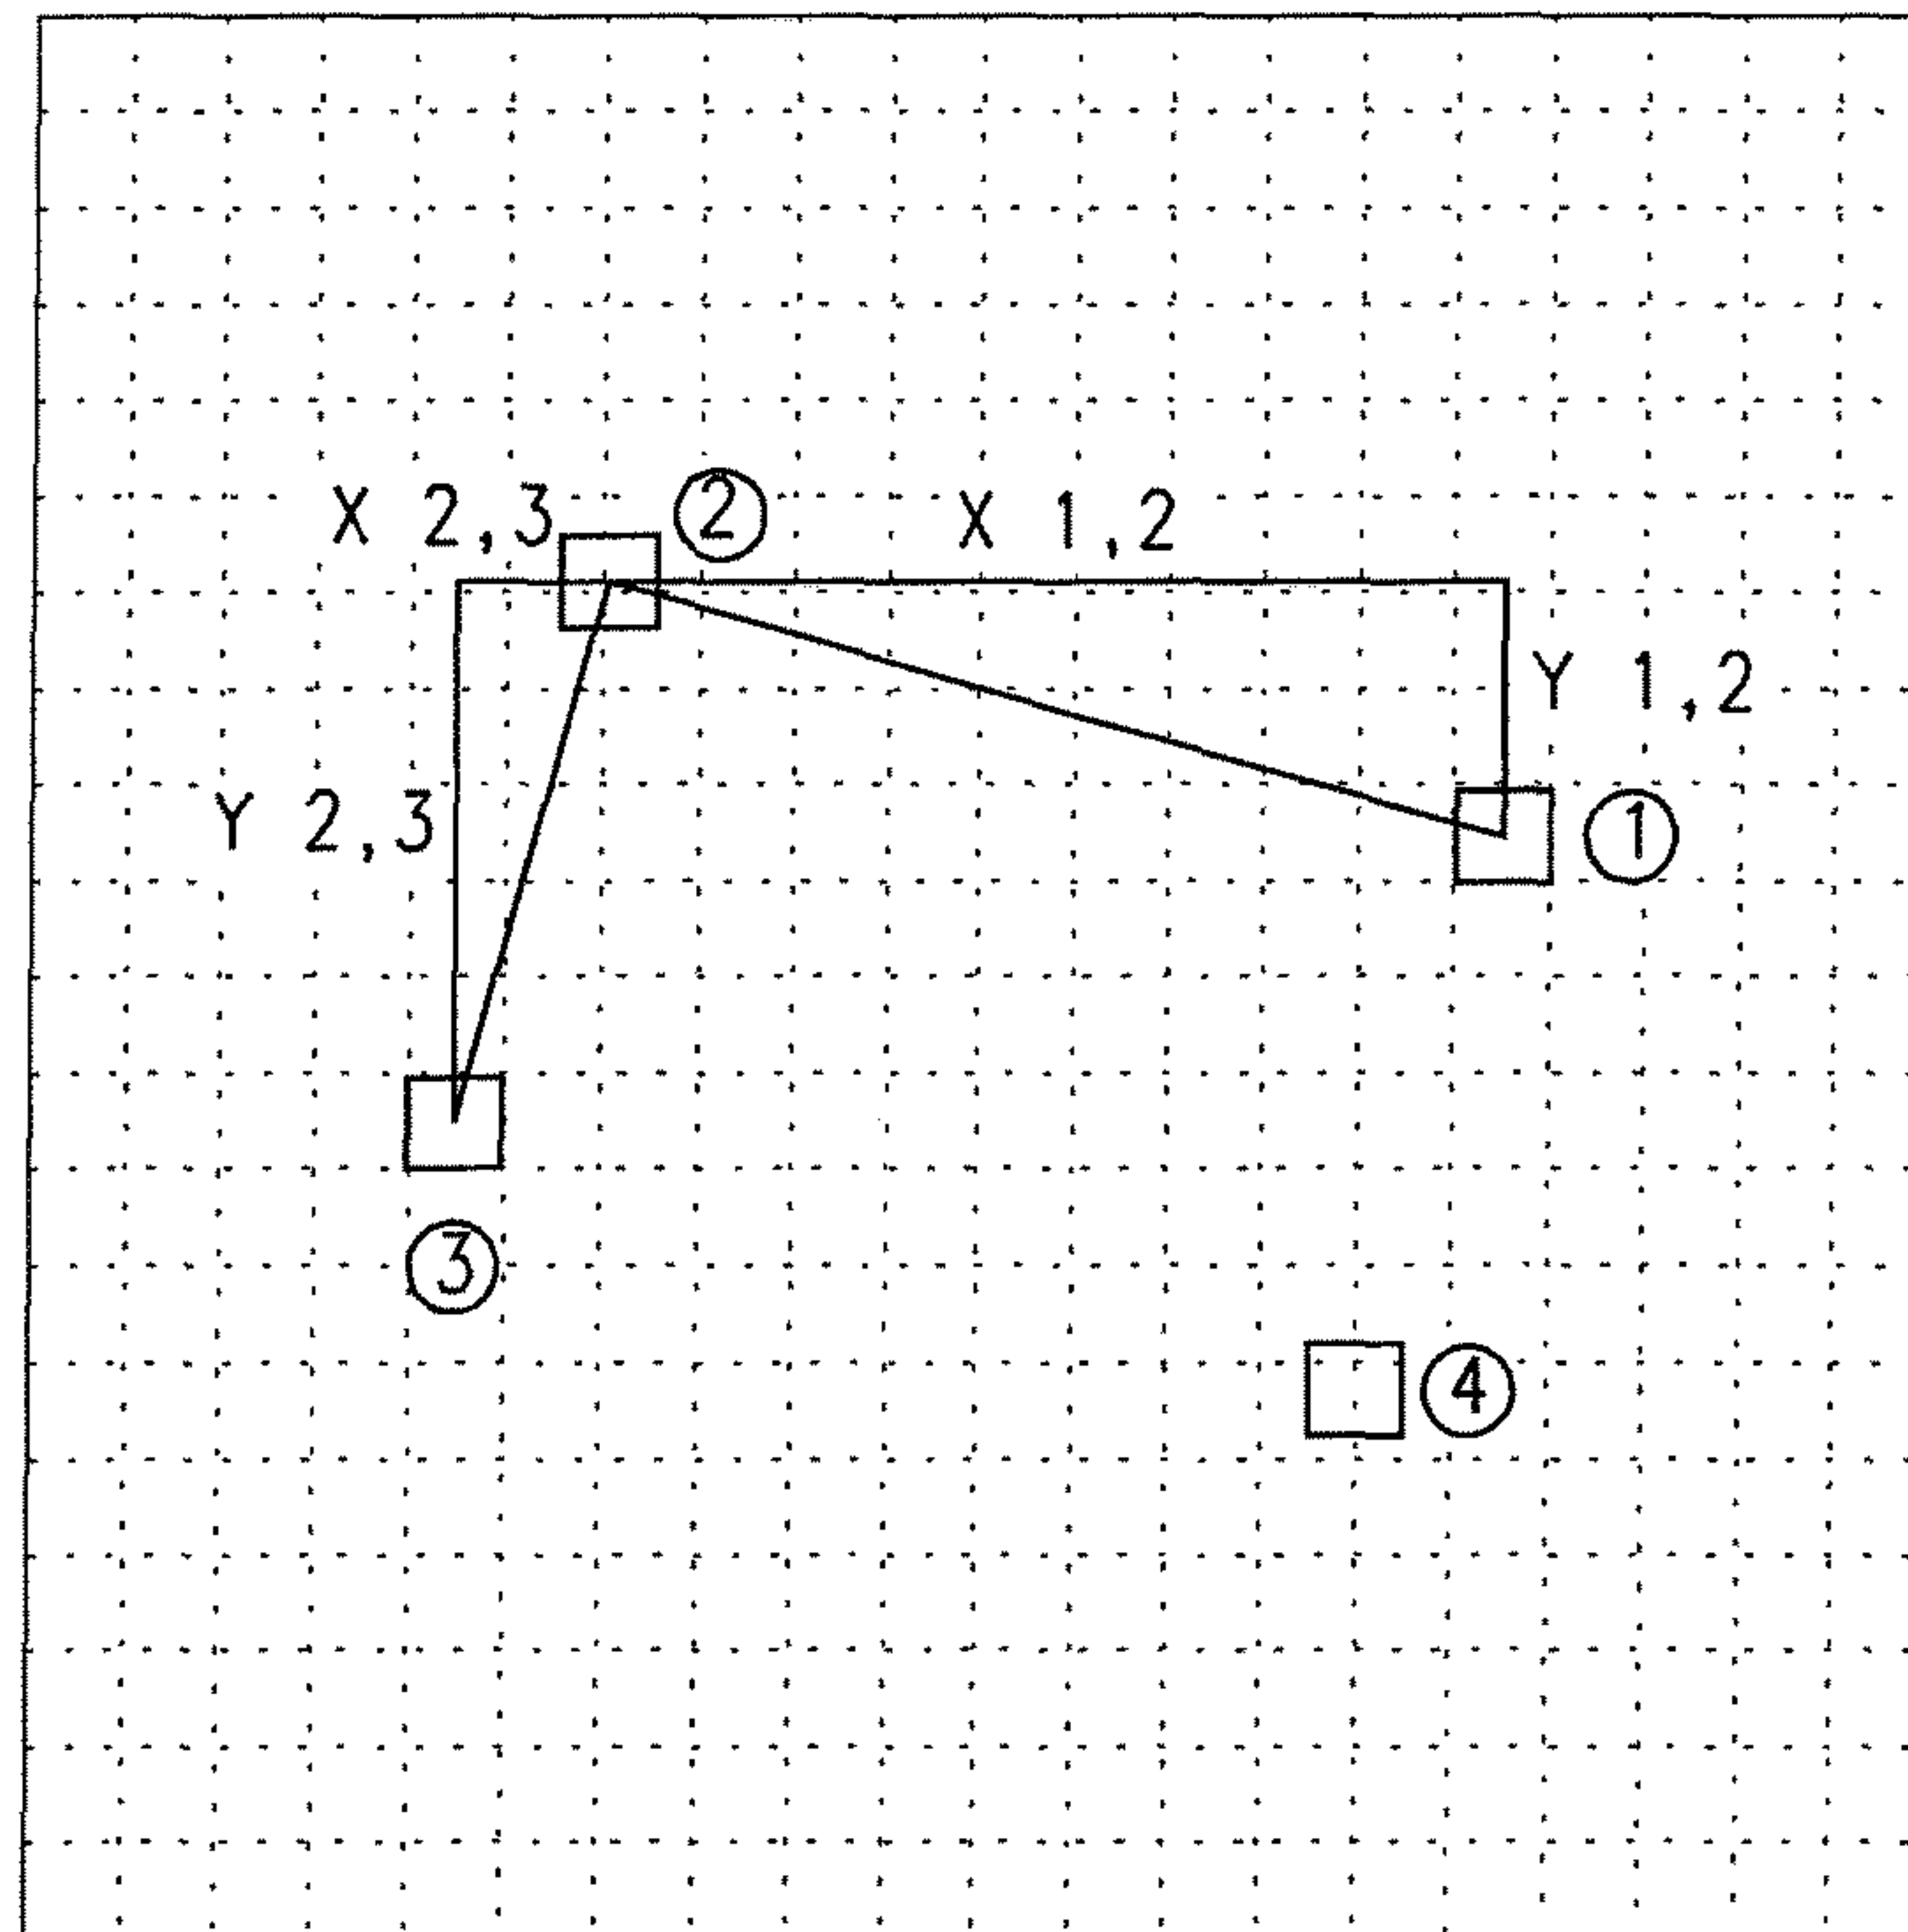 X 2,3 ② X 1,2
Y 1,2
Y 2,3
①
③
④